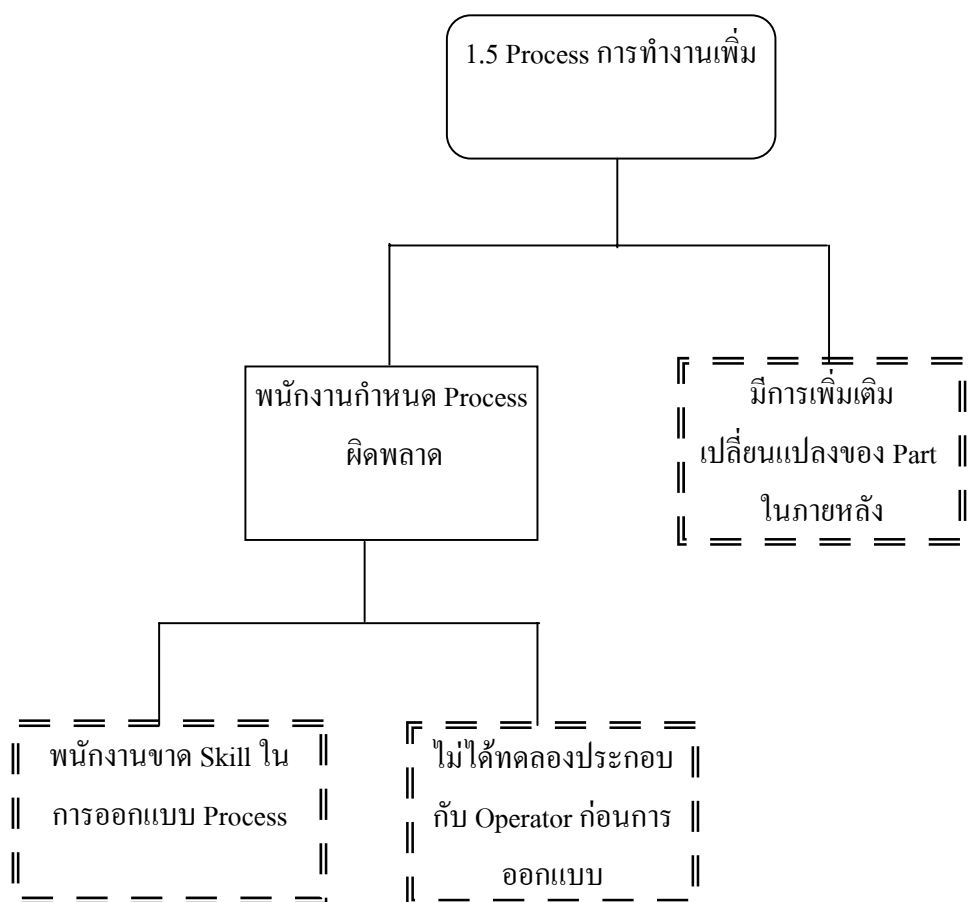 1.5 Process การทำงานเพิ่ม
พนักงานกำหนด Process
ผิดพลาด
มีการเพิ่มเติม
เปลี่ยนแปลงของ Part
ในภายหลัง
พนักงานขาด Skill ใน
การออกแบบ Process
ไม่ได้ทดลองประกอบ
กับ Operator ก่อนการ
ออกแบบ